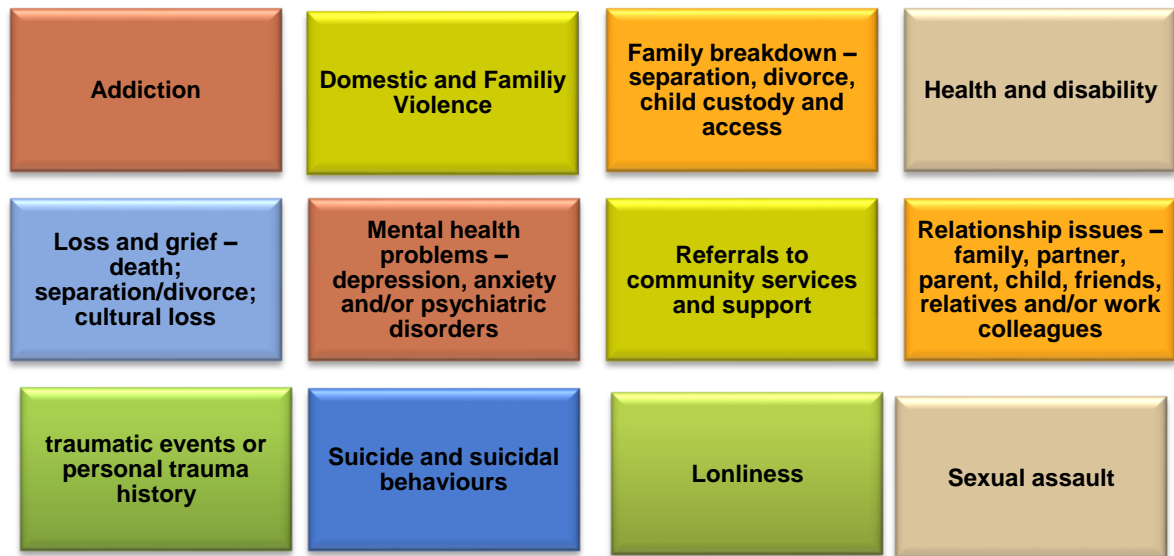 Addiction
Domestic and Familiy
Violence
Family breakdown –
separation, divorce,
child custody and
access
Health and disability
Loss and grief –
death;
separation/divorce;
cultural loss
Mental health
problems –
depression, anxiety
and/or psychiatric
disorders
Referrals to
community services
and support
Relationship issues –
family, partner,
parent, child, friends,
relatives and/or work
colleagues
traumatic events or
personal trauma
history
Suicide and suicidal
behaviours
Lonliness
Sexual assault